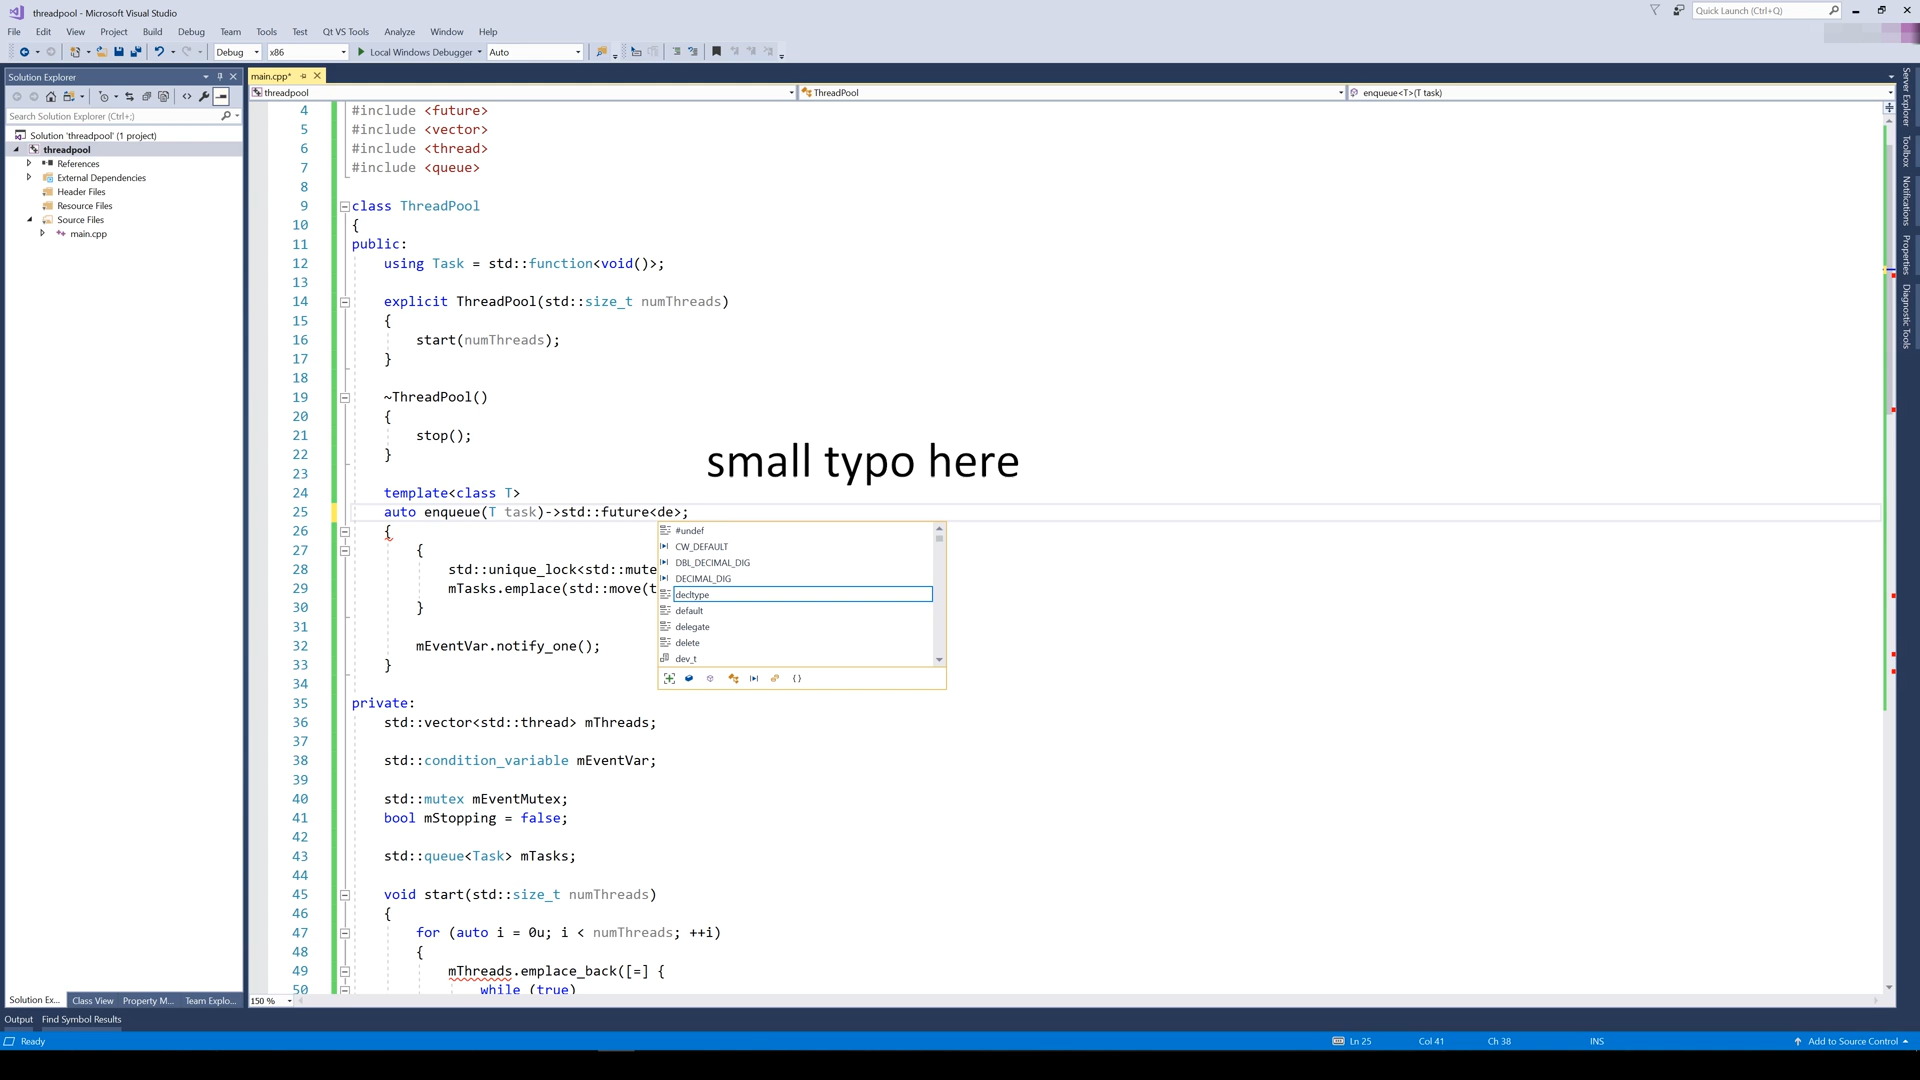 threadpool - Microsoft Visual Studio
Quick Launch (Ctrl+Q)
File Edit View Project Build Debug Team Tools Test Qt VS Tools Analyze Window Help
Debug x86 Local Windows Debugger Auto
Solution Explorer
main.cpp*
threadpool ThreadPool enqueue<T>(T task)
Search Solution Explorer (Ctrl+;)
Solution 'threadpool' (1 project)
threadpool
References
External Dependencies
Header Files
Resource Files
Source Files
main.cpp
4 #include <future>
5 #include <vector>
6 #include <thread>
7 #include <queue>
8
9 class ThreadPool
10 {
11 public:
12 using Task = std::function<void()>;
13
14 explicit ThreadPool(std::size_t numThreads)
15 {
16 start(numThreads);
17 }
18
19 ~ThreadPool()
20 {
21 stop();
22 }
23
24 template<class T>
25 auto enqueue(T task)->std::future<de>;
26 {
27 {
28 std::unique_lock<std::mute
29 mTasks.emplace(std::move(t
30 }
31
32 mEventVar.notify_one();
33 }
34
35 private:
36 std::vector<std::thread> mThreads;
37
38 std::condition_variable mEventVar;
39
40 std::mutex mEventMutex;
41 bool mStopping = false;
42
43 std::queue<Task> mTasks;
44
45 void start(std::size_t numThreads)
46 {
47 for (auto i = 0u; i < numThreads; ++i)
48 {
49 mThreads.emplace_back([=] {
50 while (true)
small typo here
#undef
CW_DEFAULT
DBL_DECIMAL_DIG
DECIMAL_DIG
decltype
default
delegate
delete
dev_t
{}
Server Explorer
Toolbox
Notifications
Properties
Diagnostic Tools
Solution Ex... Class View Property M... Team Explo...
150 %
Output Find Symbol Results
Ready Ln 25 Col 41 Ch 38 INS Add to Source Control